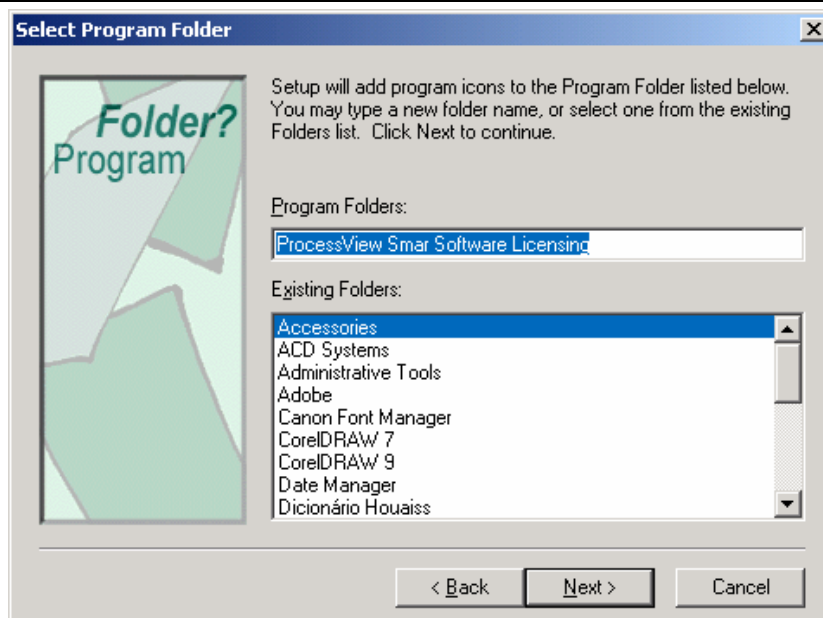 Select Program Folder
Folder?
Program
Setup will add program icons to the Program Folder listed below.
You may type a new folder name, or select one from the existing
Folders list.  Click Next to continue.
Program Folders:
ProcessView Smar Software Licensing
Existing Folders:
Accessories
ACD Systems
Administrative Tools
Adobe
Canon Font Manager
CorelDRAW 7
CorelDRAW 9
Date Manager
Dicionário Houaiss
< Back
Next >
Cancel